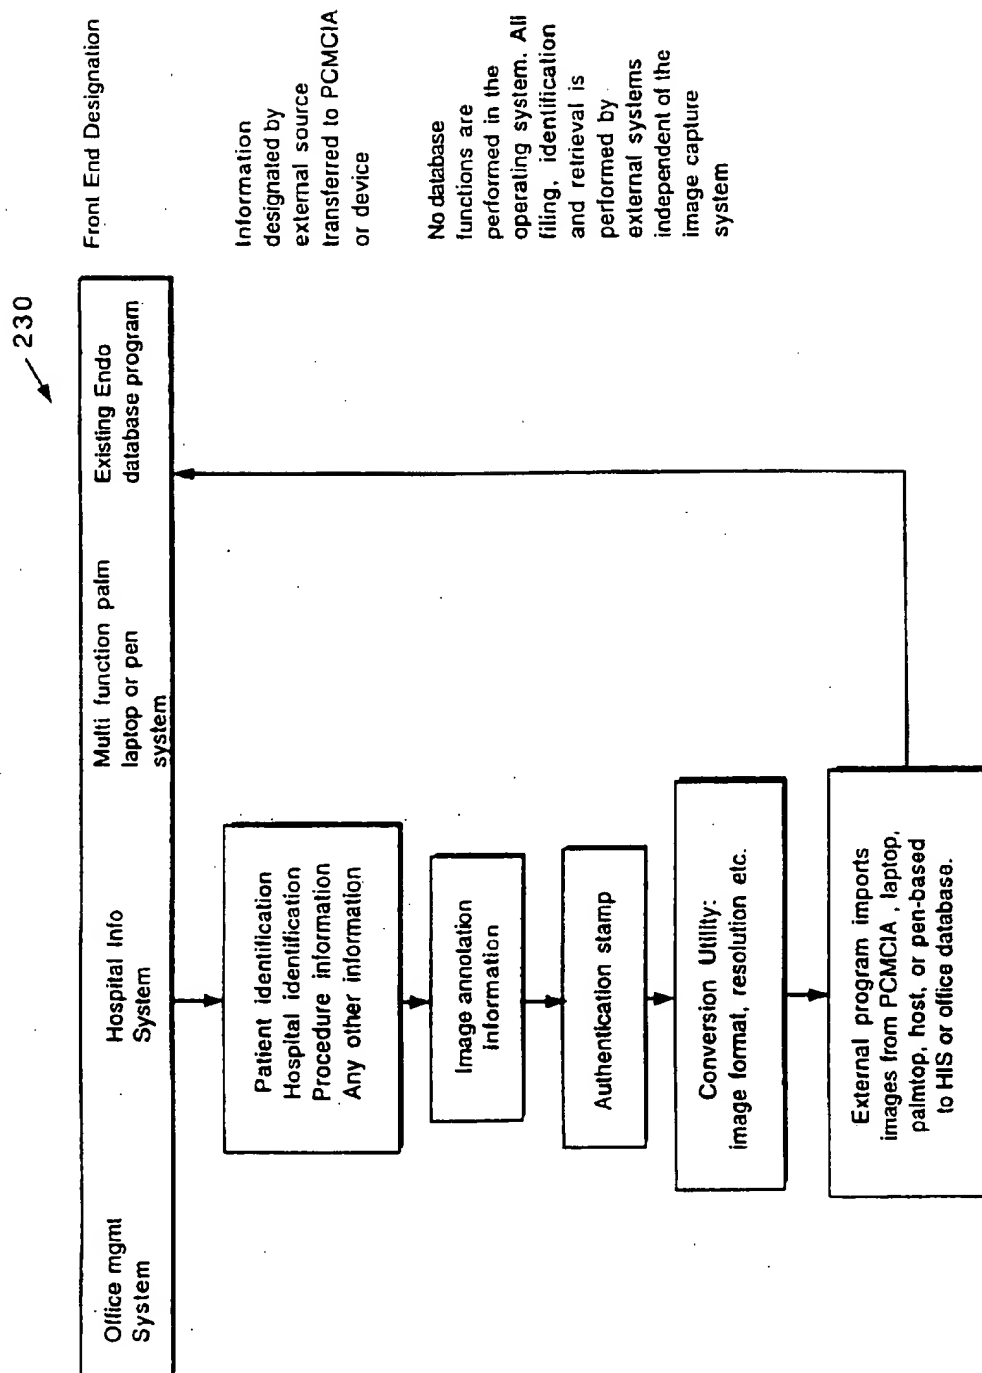 230
Office mgmt
System
Hospital Info
System
Multi function palm
laptop or pen
system
Existing Endo
database program
Front End Designation
Patient identification
Hospital identification
Procedure information
Any other information
Information
designated by
external source
transferred to PCMCIA
or device
Image annotation
information
Authentication stamp
Conversion Utility:
image format, resolution etc.
External program imports
images from PCMCIA, laptop,
palmtop, host, or pen-based
to HIS or office database.
No database
functions are
performed in the
operating system. All
filing, identification
and retrieval is
performed by
external systems
independent of the
image capture
system